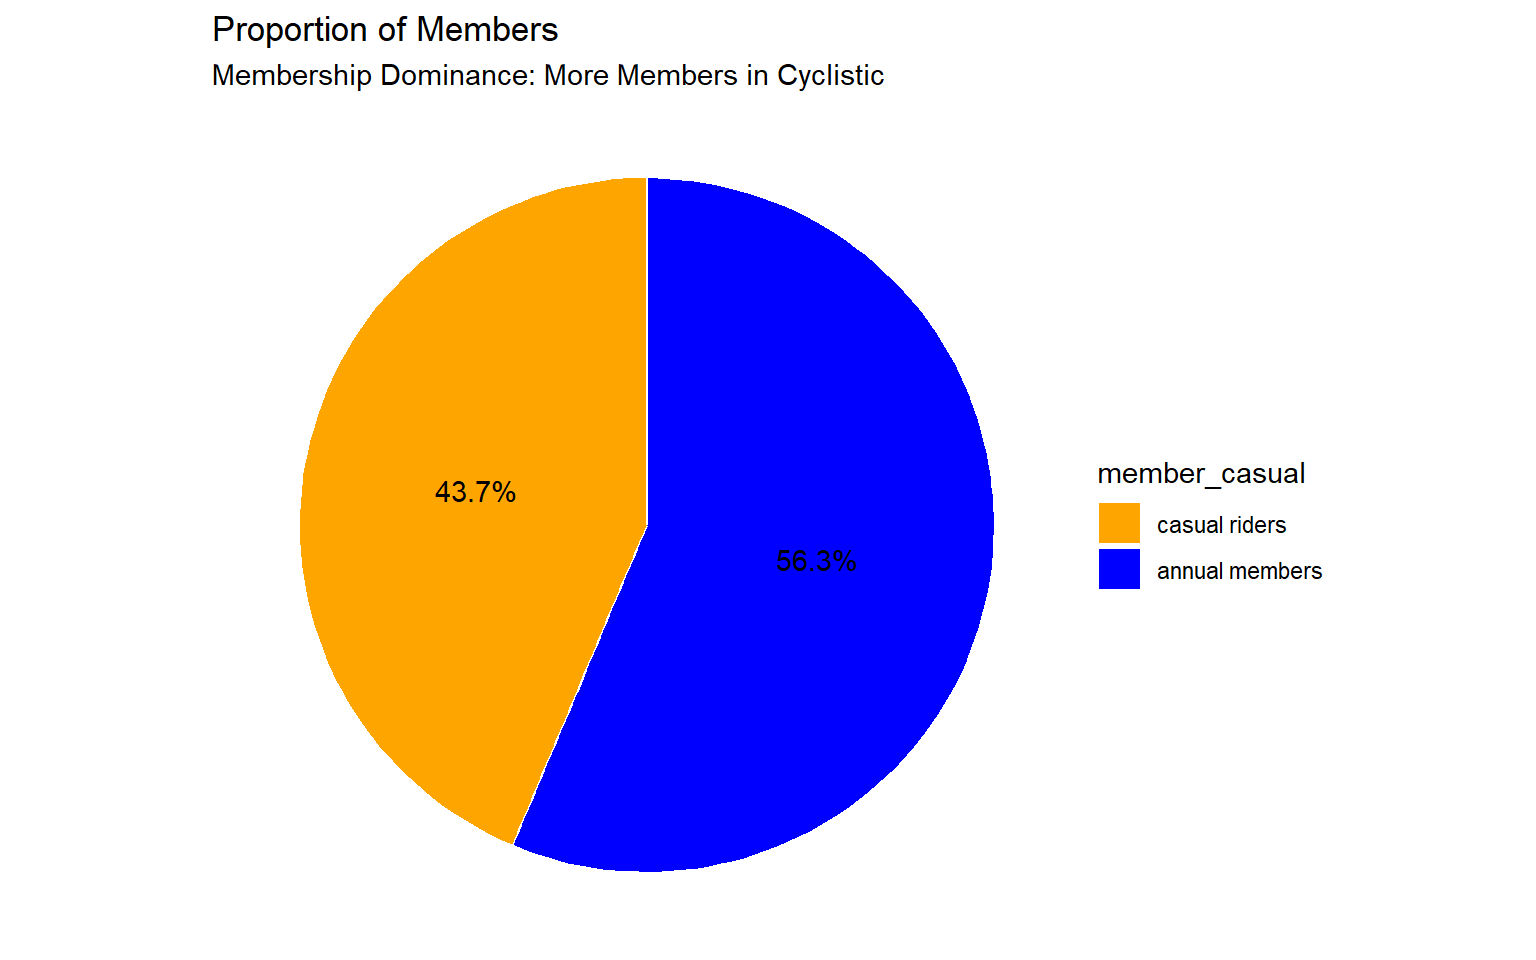 Proportion of Members
Membership Dominance: More Members in Cyclistic
43.7%
56.3%
member_casual
casual riders
annual members